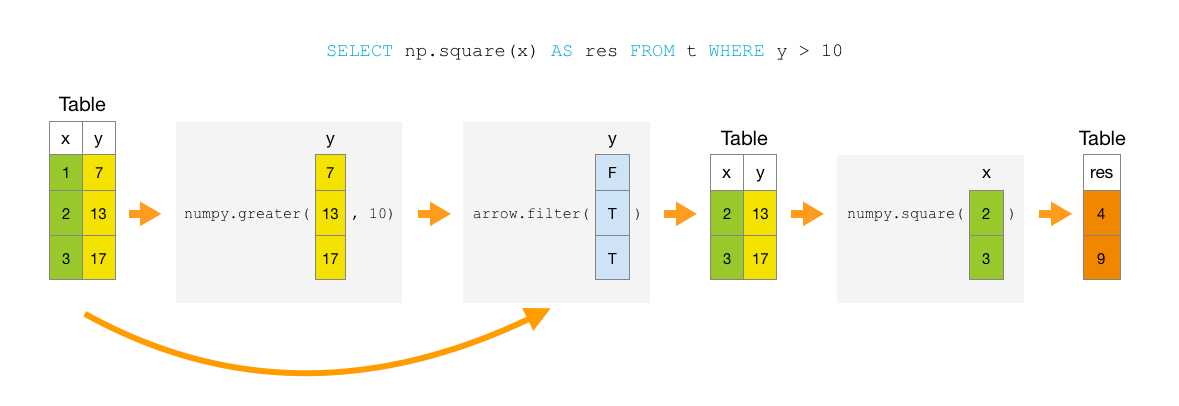 SELECT np.square(x) AS res FROM t WHERE y > 10
Table
x y
1 7
2 13
3 17
numpy.greater(
y
7
13
17
, 10)
arrow.filter(
y
F
T
T
)
Table
x y
2 13
3 17
numpy.square(
x
2
3
)
Table
res
4
9